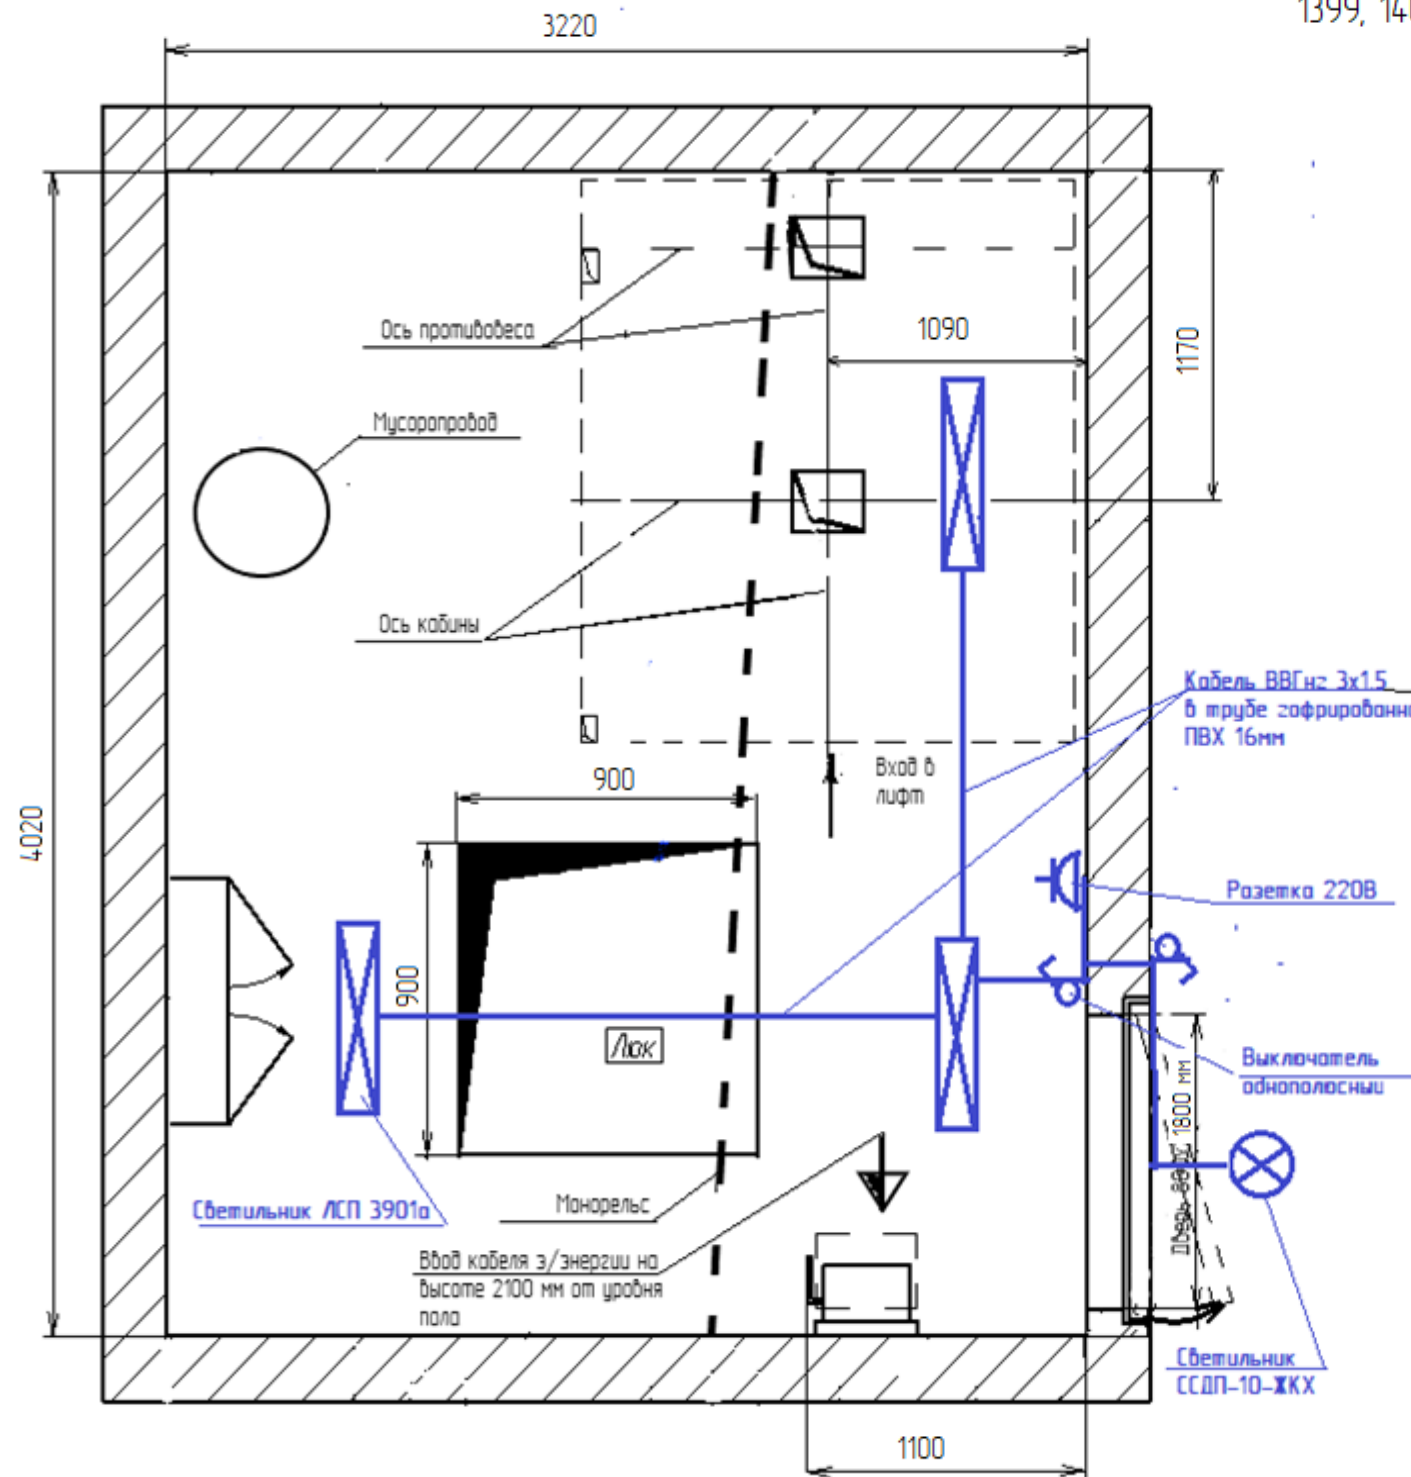 1399, 14
3220
Ось противовеса
1090
1170
Мусоропровод
Ось кабины
Кабель ВВГнг 3х1.5
в трубе гофрированн
ПВХ 16мм
Вход в
лифт
900
4020
Розетка 220В
900
Люк
Выключатель
однополосный
Дверь 1800 мм
Светильник ЛСП 3901а
Монорельс
Ввод кабеля э/энергии на
высоте 2100 мм от уровня
пола
Светильник
ССДП-10-ЖКХ
1100